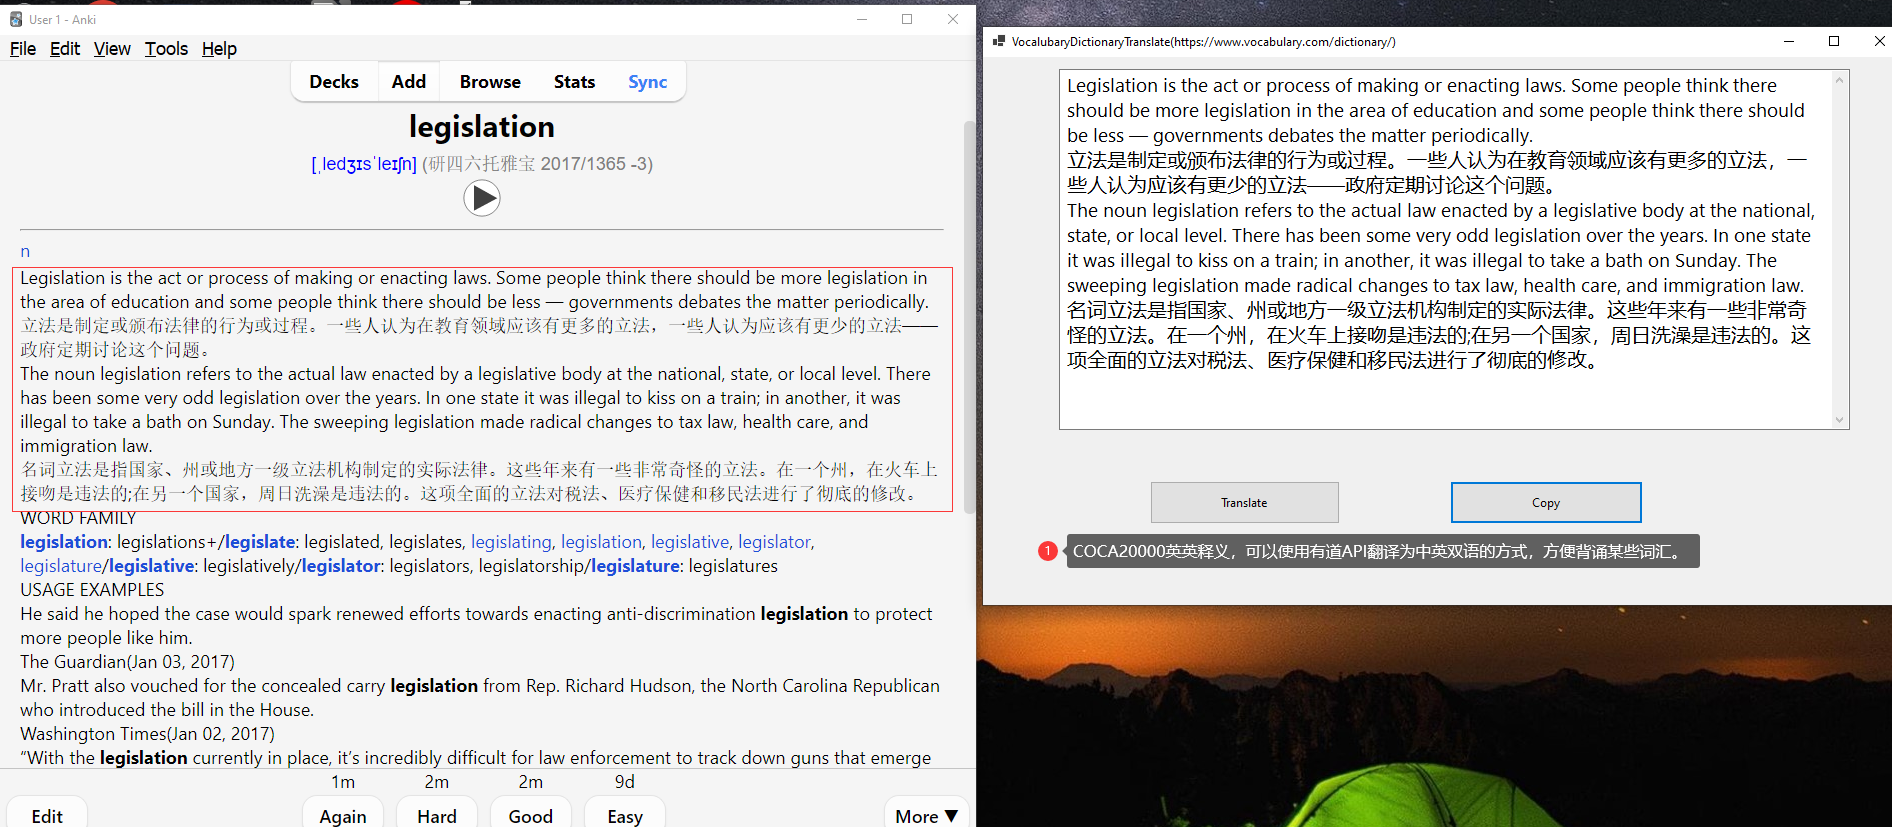 User 1 - Anki
File Edit View Tools Help
Decks Add Browse Stats Sync
legislation
[ˌledʒɪsˈleɪʃn] (研四六托雅宝 2017/1365 -3)
n
Legislation is the act or process of making or enacting laws. Some people think there should be more legislation in
the area of education and some people think there should be less — governments debates the matter periodically.
立法是制定或颁布法律的行为或过程。一些人认为在教育领域应该有更多的立法，一些人认为应该有更少的立法——
政府定期讨论这个问题。
The noun legislation refers to the actual law enacted by a legislative body at the national, state, or local level. There
has been some very odd legislation over the years. In one state it was illegal to kiss on a train; in another, it was
illegal to take a bath on Sunday. The sweeping legislation made radical changes to tax law, health care, and
immigration law.
名词立法是指国家、州或地方一级立法机构制定的实际法律。这些年来有一些非常奇怪的立法。在一个州，在火车上
接吻是违法的;在另一个国家，周日洗澡是违法的。这项全面的立法对税法、医疗保健和移民法进行了彻底的修改。
WORD FAMILY
legislation: legislations+/legislate: legislated, legislates, legislating, legislation, legislative, legislator,
legislature/legislative: legislatively/legislator: legislators, legislatorship/legislature: legislatures
USAGE EXAMPLES
He said he hoped the case would spark renewed efforts towards enacting anti-discrimination legislation to protect
more people like him.
The Guardian(Jan 03, 2017)
Mr. Pratt also vouched for the concealed carry legislation from Rep. Richard Hudson, the North Carolina Republican
who introduced the bill in the House.
Washington Times(Jan 02, 2017)
“With the legislation currently in place, it’s incredibly difficult for law enforcement to track down guns that emerge
1m 2m 2m 9d
Edit Again Hard Good Easy More ▼
VocalubaryDictionaryTranslate(https://www.vocabulary.com/dictionary/)
Legislation is the act or process of making or enacting laws. Some people think there
should be more legislation in the area of education and some people think there should
be less — governments debates the matter periodically.
立法是制定或颁布法律的行为或过程。一些人认为在教育领域应该有更多的立法，一
些人认为应该有更少的立法——政府定期讨论这个问题。
The noun legislation refers to the actual law enacted by a legislative body at the national,
state, or local level. There has been some very odd legislation over the years. In one state
it was illegal to kiss on a train; in another, it was illegal to take a bath on Sunday. The
sweeping legislation made radical changes to tax law, health care, and immigration law.
名词立法是指国家、州或地方一级立法机构制定的实际法律。这些年来有一些非常奇
怪的立法。在一个州，在火车上接吻是违法的;在另一个国家，周日洗澡是违法的。这
项全面的立法对税法、医疗保健和移民法进行了彻底的修改。
Translate Copy
1 COCA20000英英释义，可以使用有道API翻译为中英双语的方式，方便背诵某些词汇。